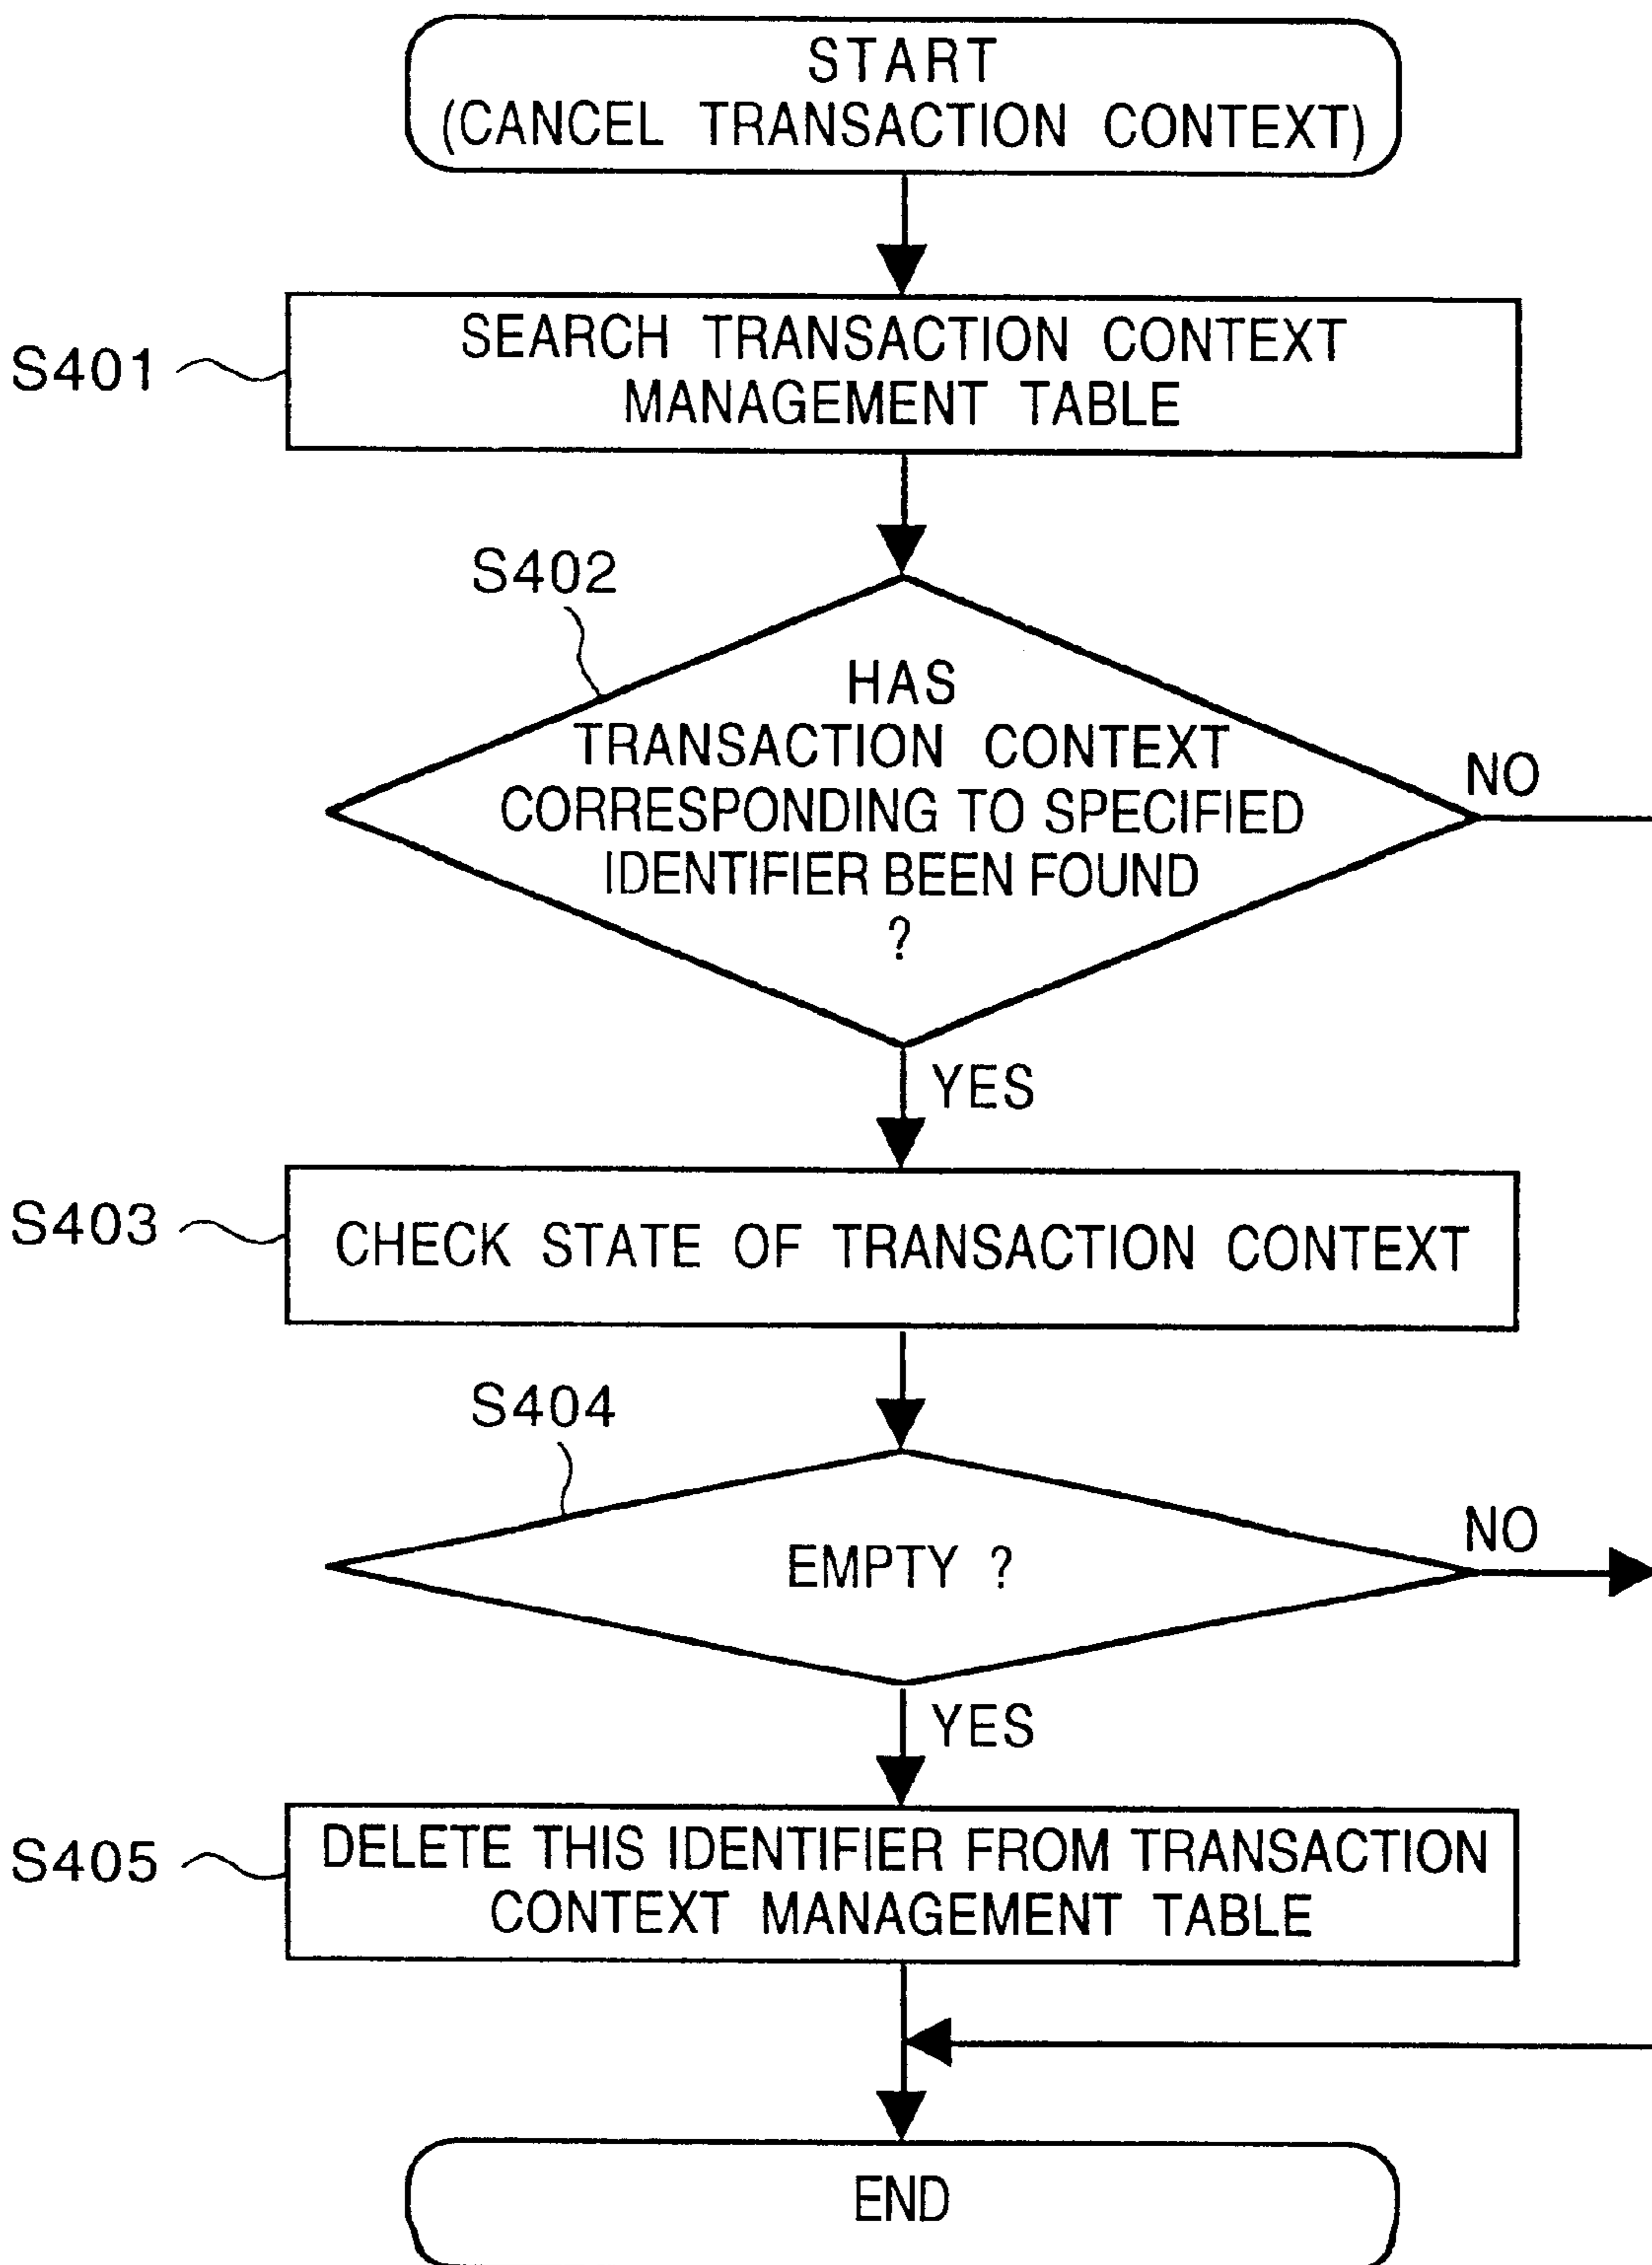 START
(CANCEL TRANSACTION CONTEXT)
S401
SEARCH TRANSACTION CONTEXT
MANAGEMENT TABLE
S402
HAS
TRANSACTION CONTEXT
CORRESPONDING TO SPECIFIED
IDENTIFIER BEEN FOUND
?
NO
YES
S403
CHECK STATE OF TRANSACTION CONTEXT
S404
EMPTY ?
NO
YES
S405
DELETE THIS IDENTIFIER FROM TRANSACTION
CONTEXT MANAGEMENT TABLE
END